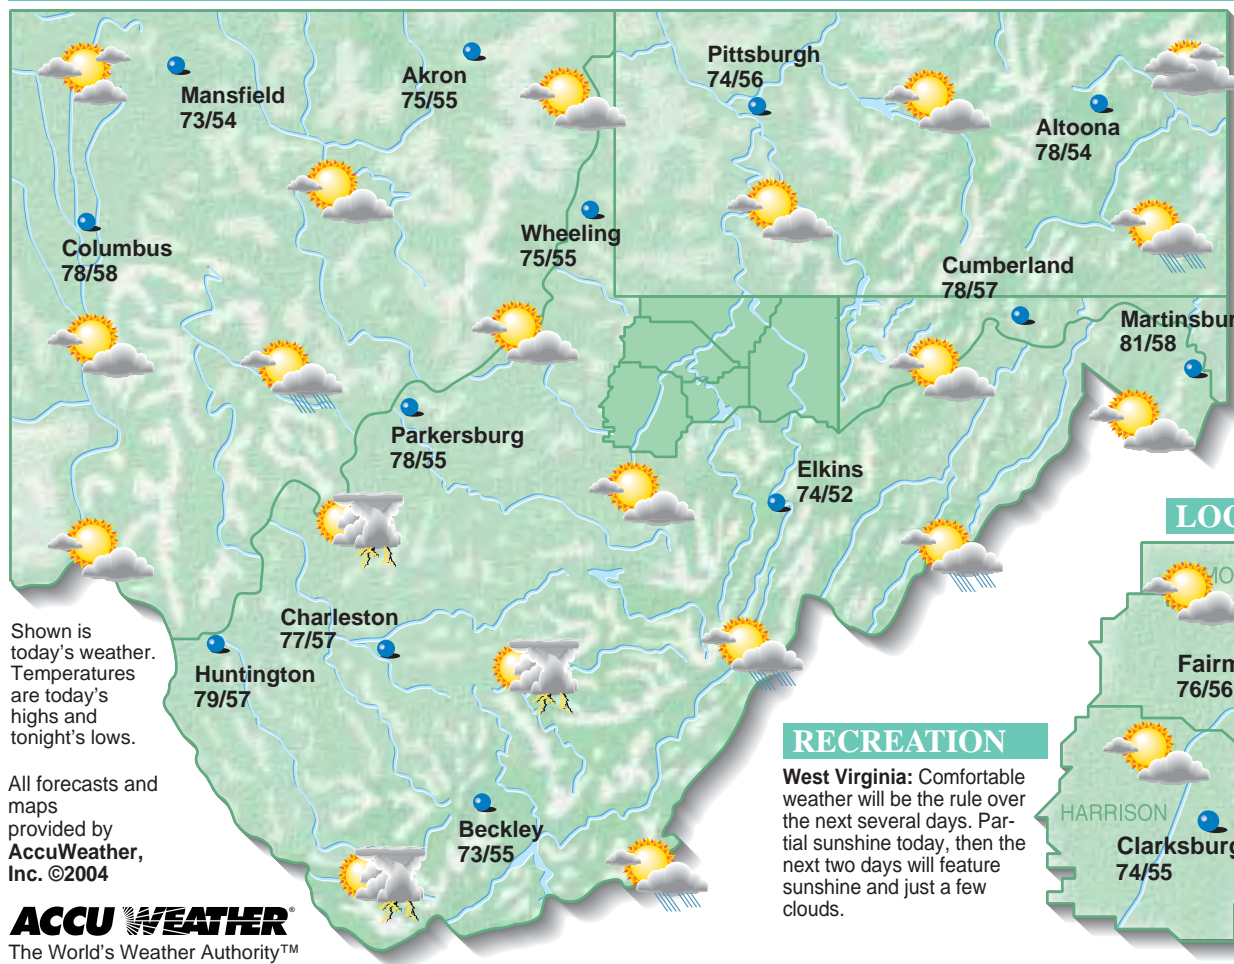 Mansfield
73/54
Akron
75/55
Pittsburgh
74/56
Altoona
78/54
Columbus
78/58
Wheeling
75/55
Cumberland
78/57
Martinsbur
81/58
Parkersburg
78/55
Elkins
74/52
Charleston
77/57
Huntington
79/57
Beckley
73/55
Shown is
today's weather.
Temperatures
are today's
highs and
tonight's lows.
All forecasts and
maps
provided by
AccuWeather,
Inc. ©2004
ACCU WEATHER®
The World's Weather Authority™
RECREATION
West Virginia: Comfortable
weather will be the rule over
the next several days. Par-
tial sunshine today, then the
next two days will feature
sunshine and just a few
clouds.
LOC
MO
Fairm
76/56
HARRISON
Clarksburg
74/55